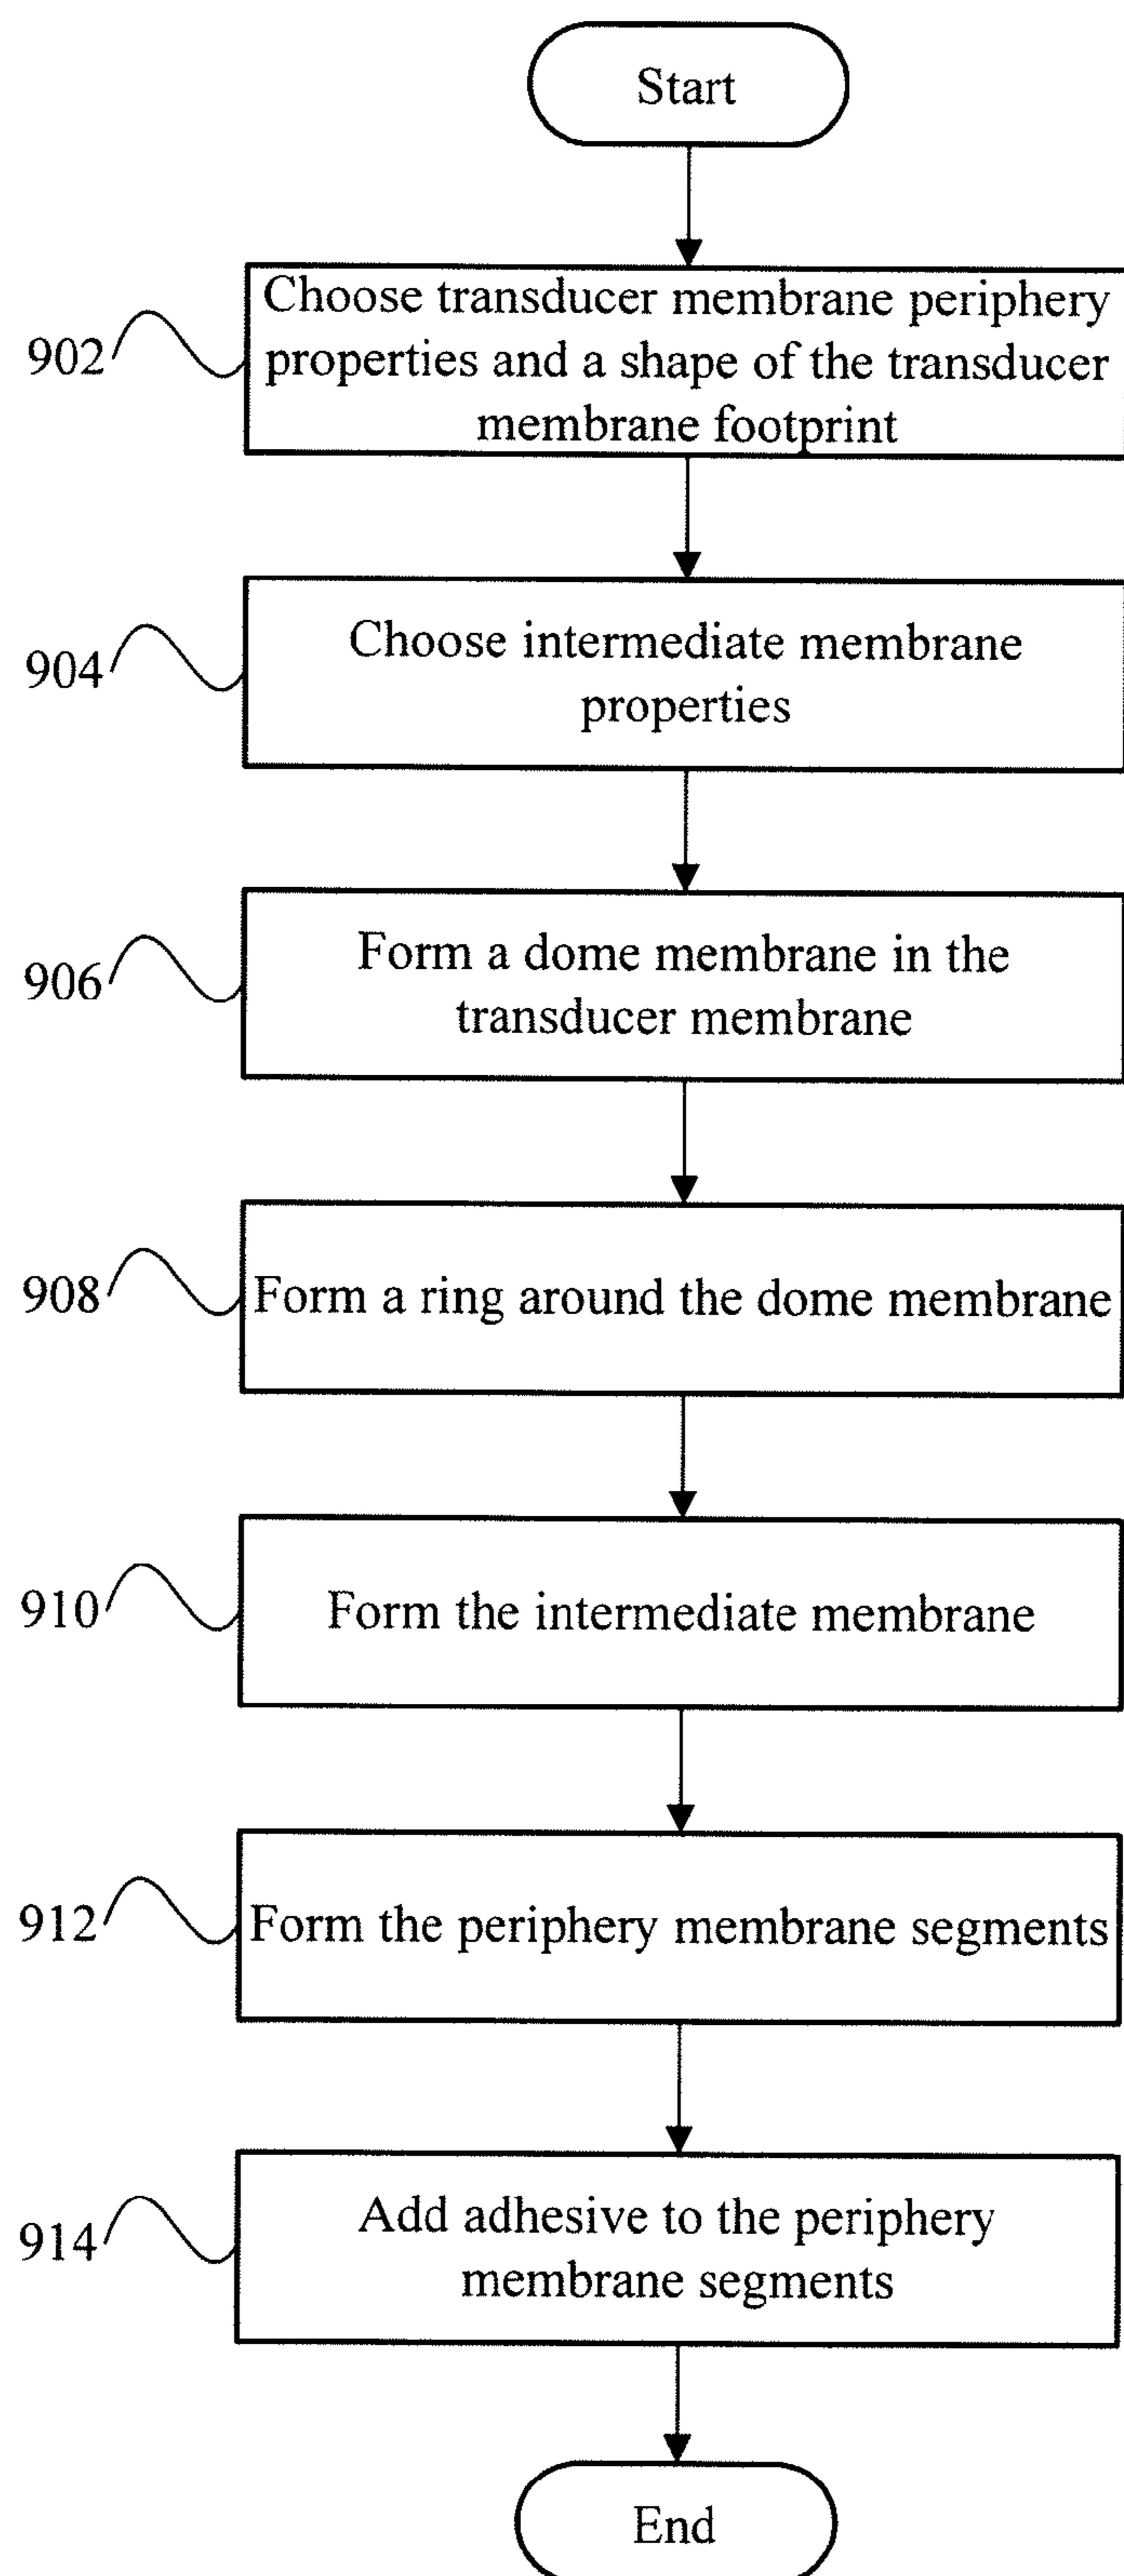 Start
902
Choose transducer membrane periphery
properties and a shape of the transducer
membrane footprint
904
Choose intermediate membrane
properties
906
Form a dome membrane in the
transducer membrane
908
Form a ring around the dome membrane
910
Form the intermediate membrane
912
Form the periphery membrane segments
914
Add adhesive to the periphery
membrane segments
End